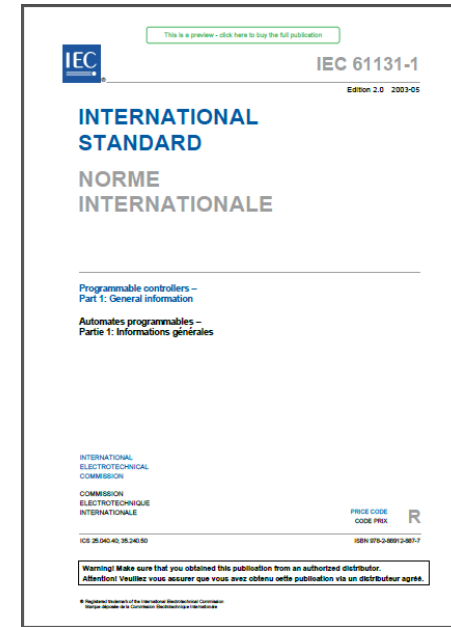 This is a preview - click here to buy the full publication
IEC
®
IEC 61131-1
Edition 2.0 2003-05
INTERNATIONAL
STANDARD
NORME
INTERNATIONALE
Programmable controllers –
Part 1: General information
Automates programmables –
Partie 1: Informations générales
INTERNATIONAL
ELECTROTECHNICAL
COMMISSION
COMMISSION
ELECTROTECHNIQUE
INTERNATIONALE
PRICE CODE
CODE PRIX
R
ICS 25.040.40; 35.240.50
ISBN 978-2-88912-567-7
Warning! Make sure that you obtained this publication from an authorized distributor.
Attention! Veuillez vous assurer que vous avez obtenu cette publication via un distributeur agréé.
® Registered trademark of the International Electrotechnical Commission
Marque déposée de la Commission Electrotechnique Internationale